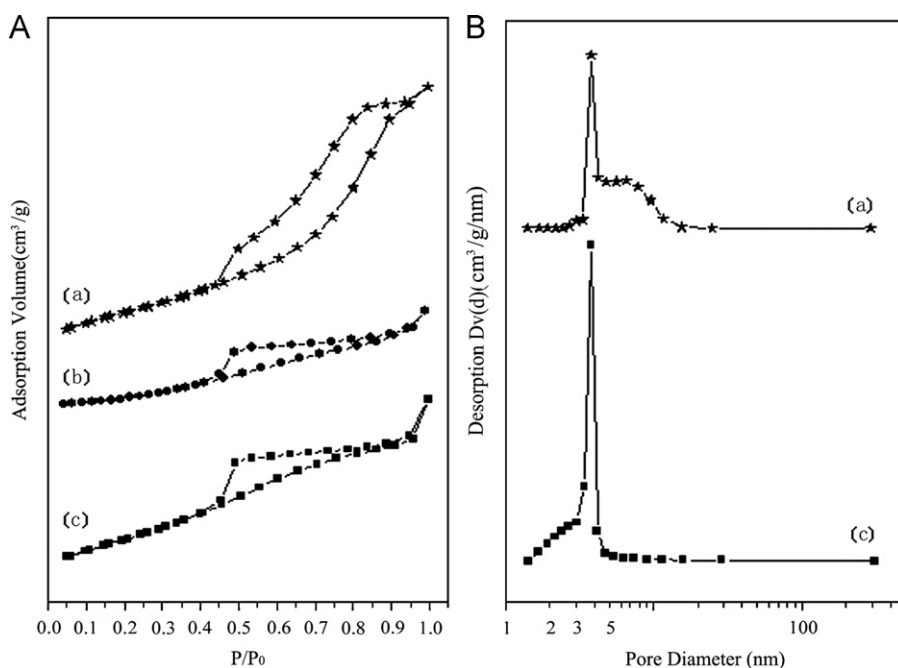 A
Adsorption Volume(cm³/g)
(a)
(b)
(c)
0.0 0.1 0.2 0.3 0.4 0.5 0.6 0.7 0.8 0.9 1.0
P/P₀
B
Desorption Dv(d)(cm³/g/nm)
(a)
(c)
1 2 3 5 100
Pore Diameter (nm)